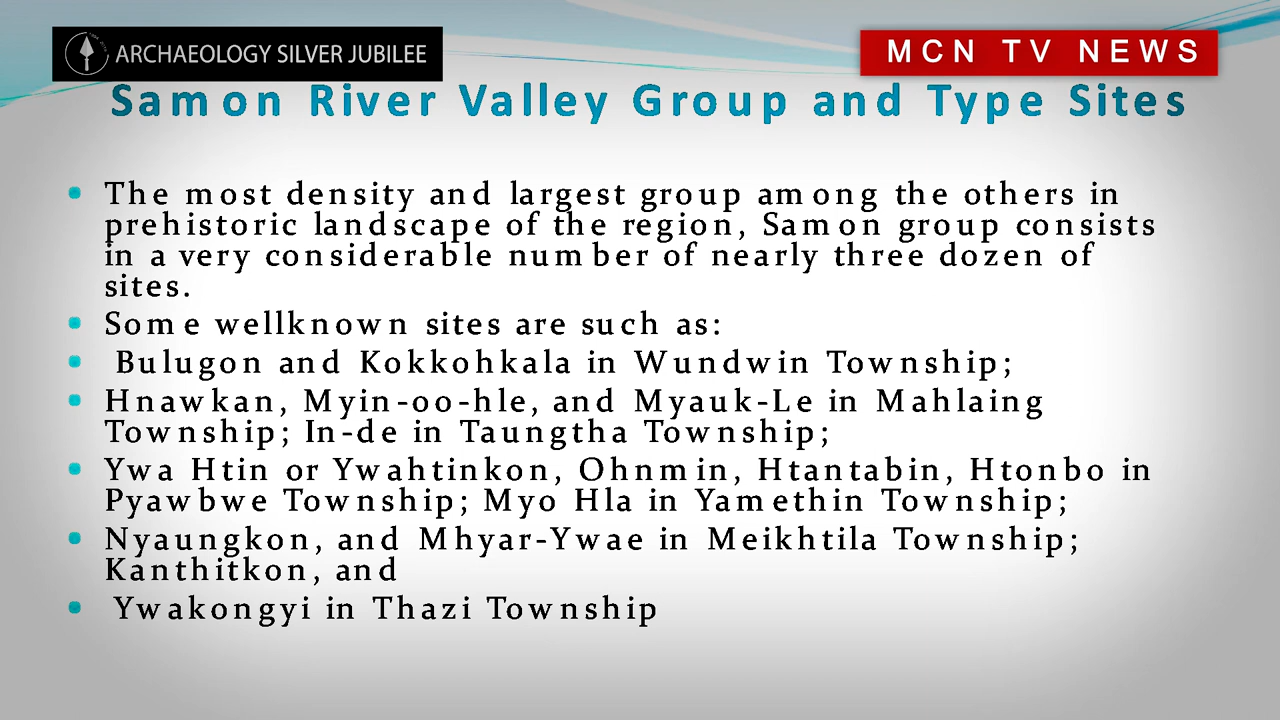 ARCHAEOLOGY SILVER JUBILEE
MCN TV NEWS
Samon River Valley Group and Type Sites
• The most density and largest group among the others in
prehistoric landscape of the region, Samon group consists
in a very considerable number of nearly three dozen of
sites.
• Some wellknown sites are such as:
• Bulugon and Kokkohkala in Wundwin Township;
• Hnawkan, Myin-oo-hle, and Myauk-Le in Mahlaing
Township; In-de in Taungtha Township;
• Ywa Htin or Ywahtinkon, Ohnmin, Htantabin, Htonbo in
Pyawbwe Township; Myo Hla in Yamethin Township;
• Nyaungkon, and Mhyar-Ywae in Meikhtila Township;
Kanthitkon, and
• Ywakongyi in Thazi Township